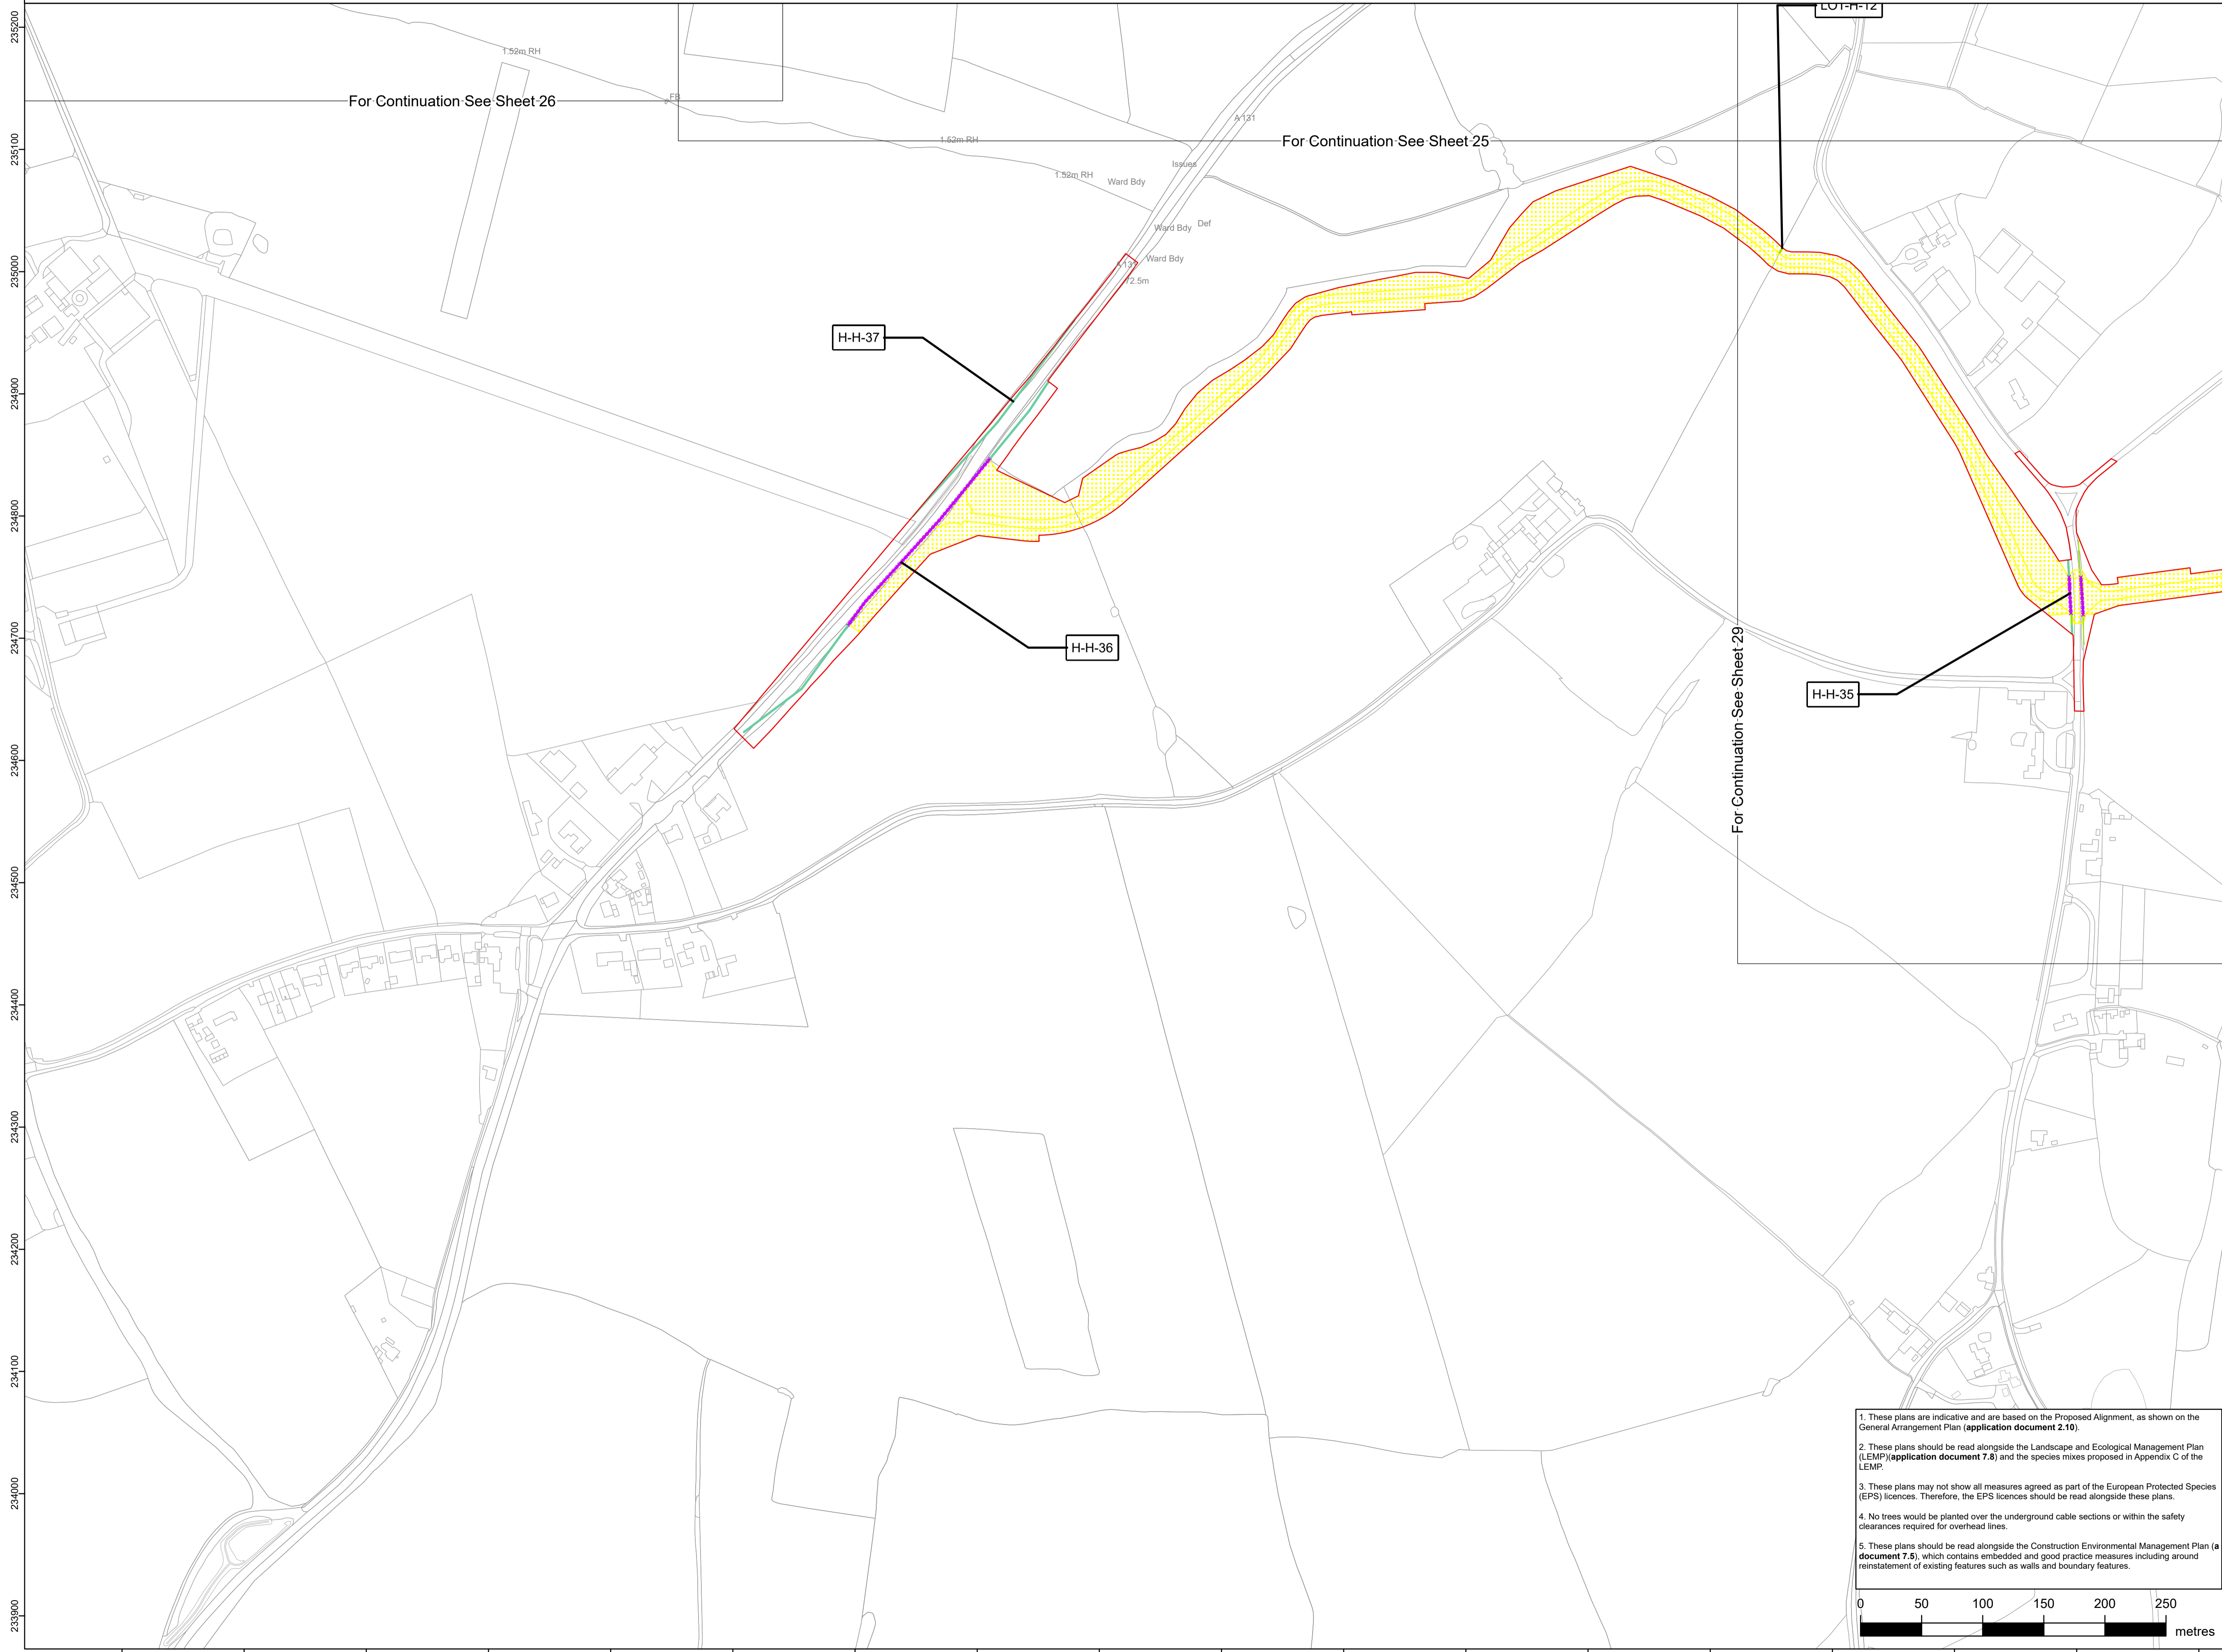 LOT-H-12
235200
1.52m RH
For Continuation See Sheet 26
FB
A 131
235100
1.52m RH
For Continuation See Sheet 25
Issues
1.52m RH
Ward Bdy
Ward Bdy
Def
Ward Bdy
235000
72.5m
H-H-37
234900
234800
234700
H-H-36
For Continuation See Sheet 29
H-H-35
234600
234500
234400
234300
234200
234100
234000
233900
1. These plans are indicative and are based on the Proposed Alignment, as shown on the
General Arrangement Plan (application document 2.10).
2. These plans should be read alongside the Landscape and Ecological Management Plan
(LEMP)(application document 7.8) and the species mixes proposed in Appendix C of the
LEMP.
3. These plans may not show all measures agreed as part of the European Protected Species
(EPS) licences. Therefore, the EPS licences should be read alongside these plans.
4. No trees would be planted over the underground cable sections or within the safety
clearances required for overhead lines.
5. These plans should be read alongside the Construction Environmental Management Plan (a
document 7.5), which contains embedded and good practice measures including around
reinstatement of existing features such as walls and boundary features.
0 50 100 150 200 250
metres